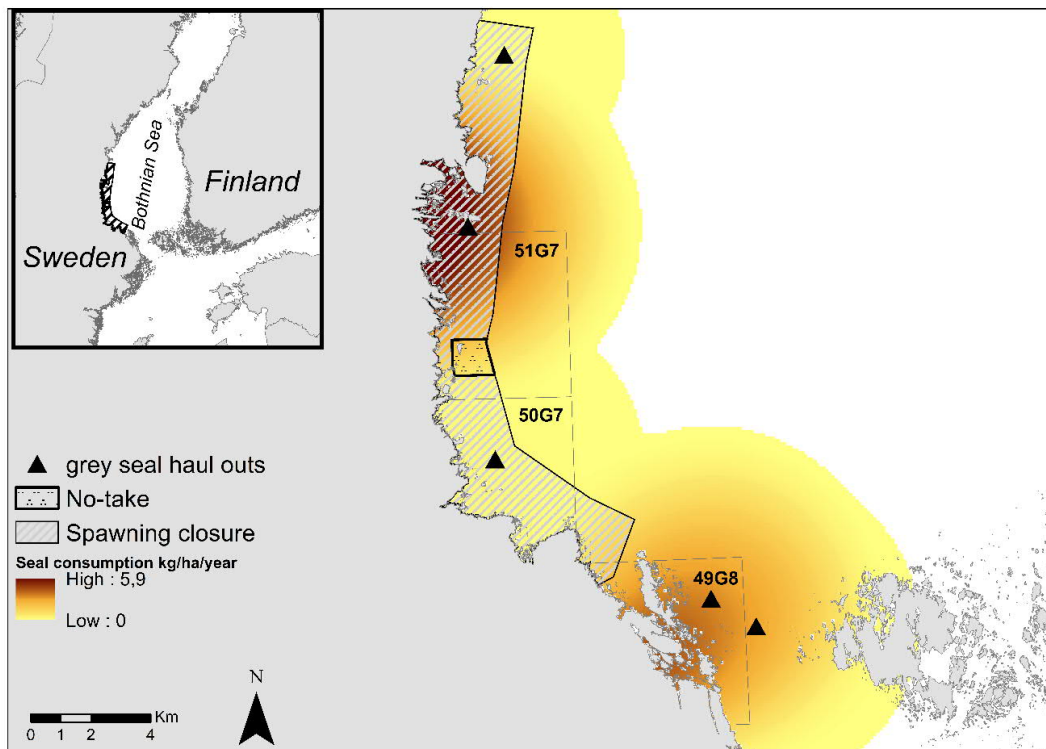 Bothnian Sea
Finland
Sweden
51G7
50G7
49G8
grey seal haul outs
No-take
Spawning closure
Seal consumption kg/ha/year
High : 5,9
Low : 0
N
Km
0 1 2 4